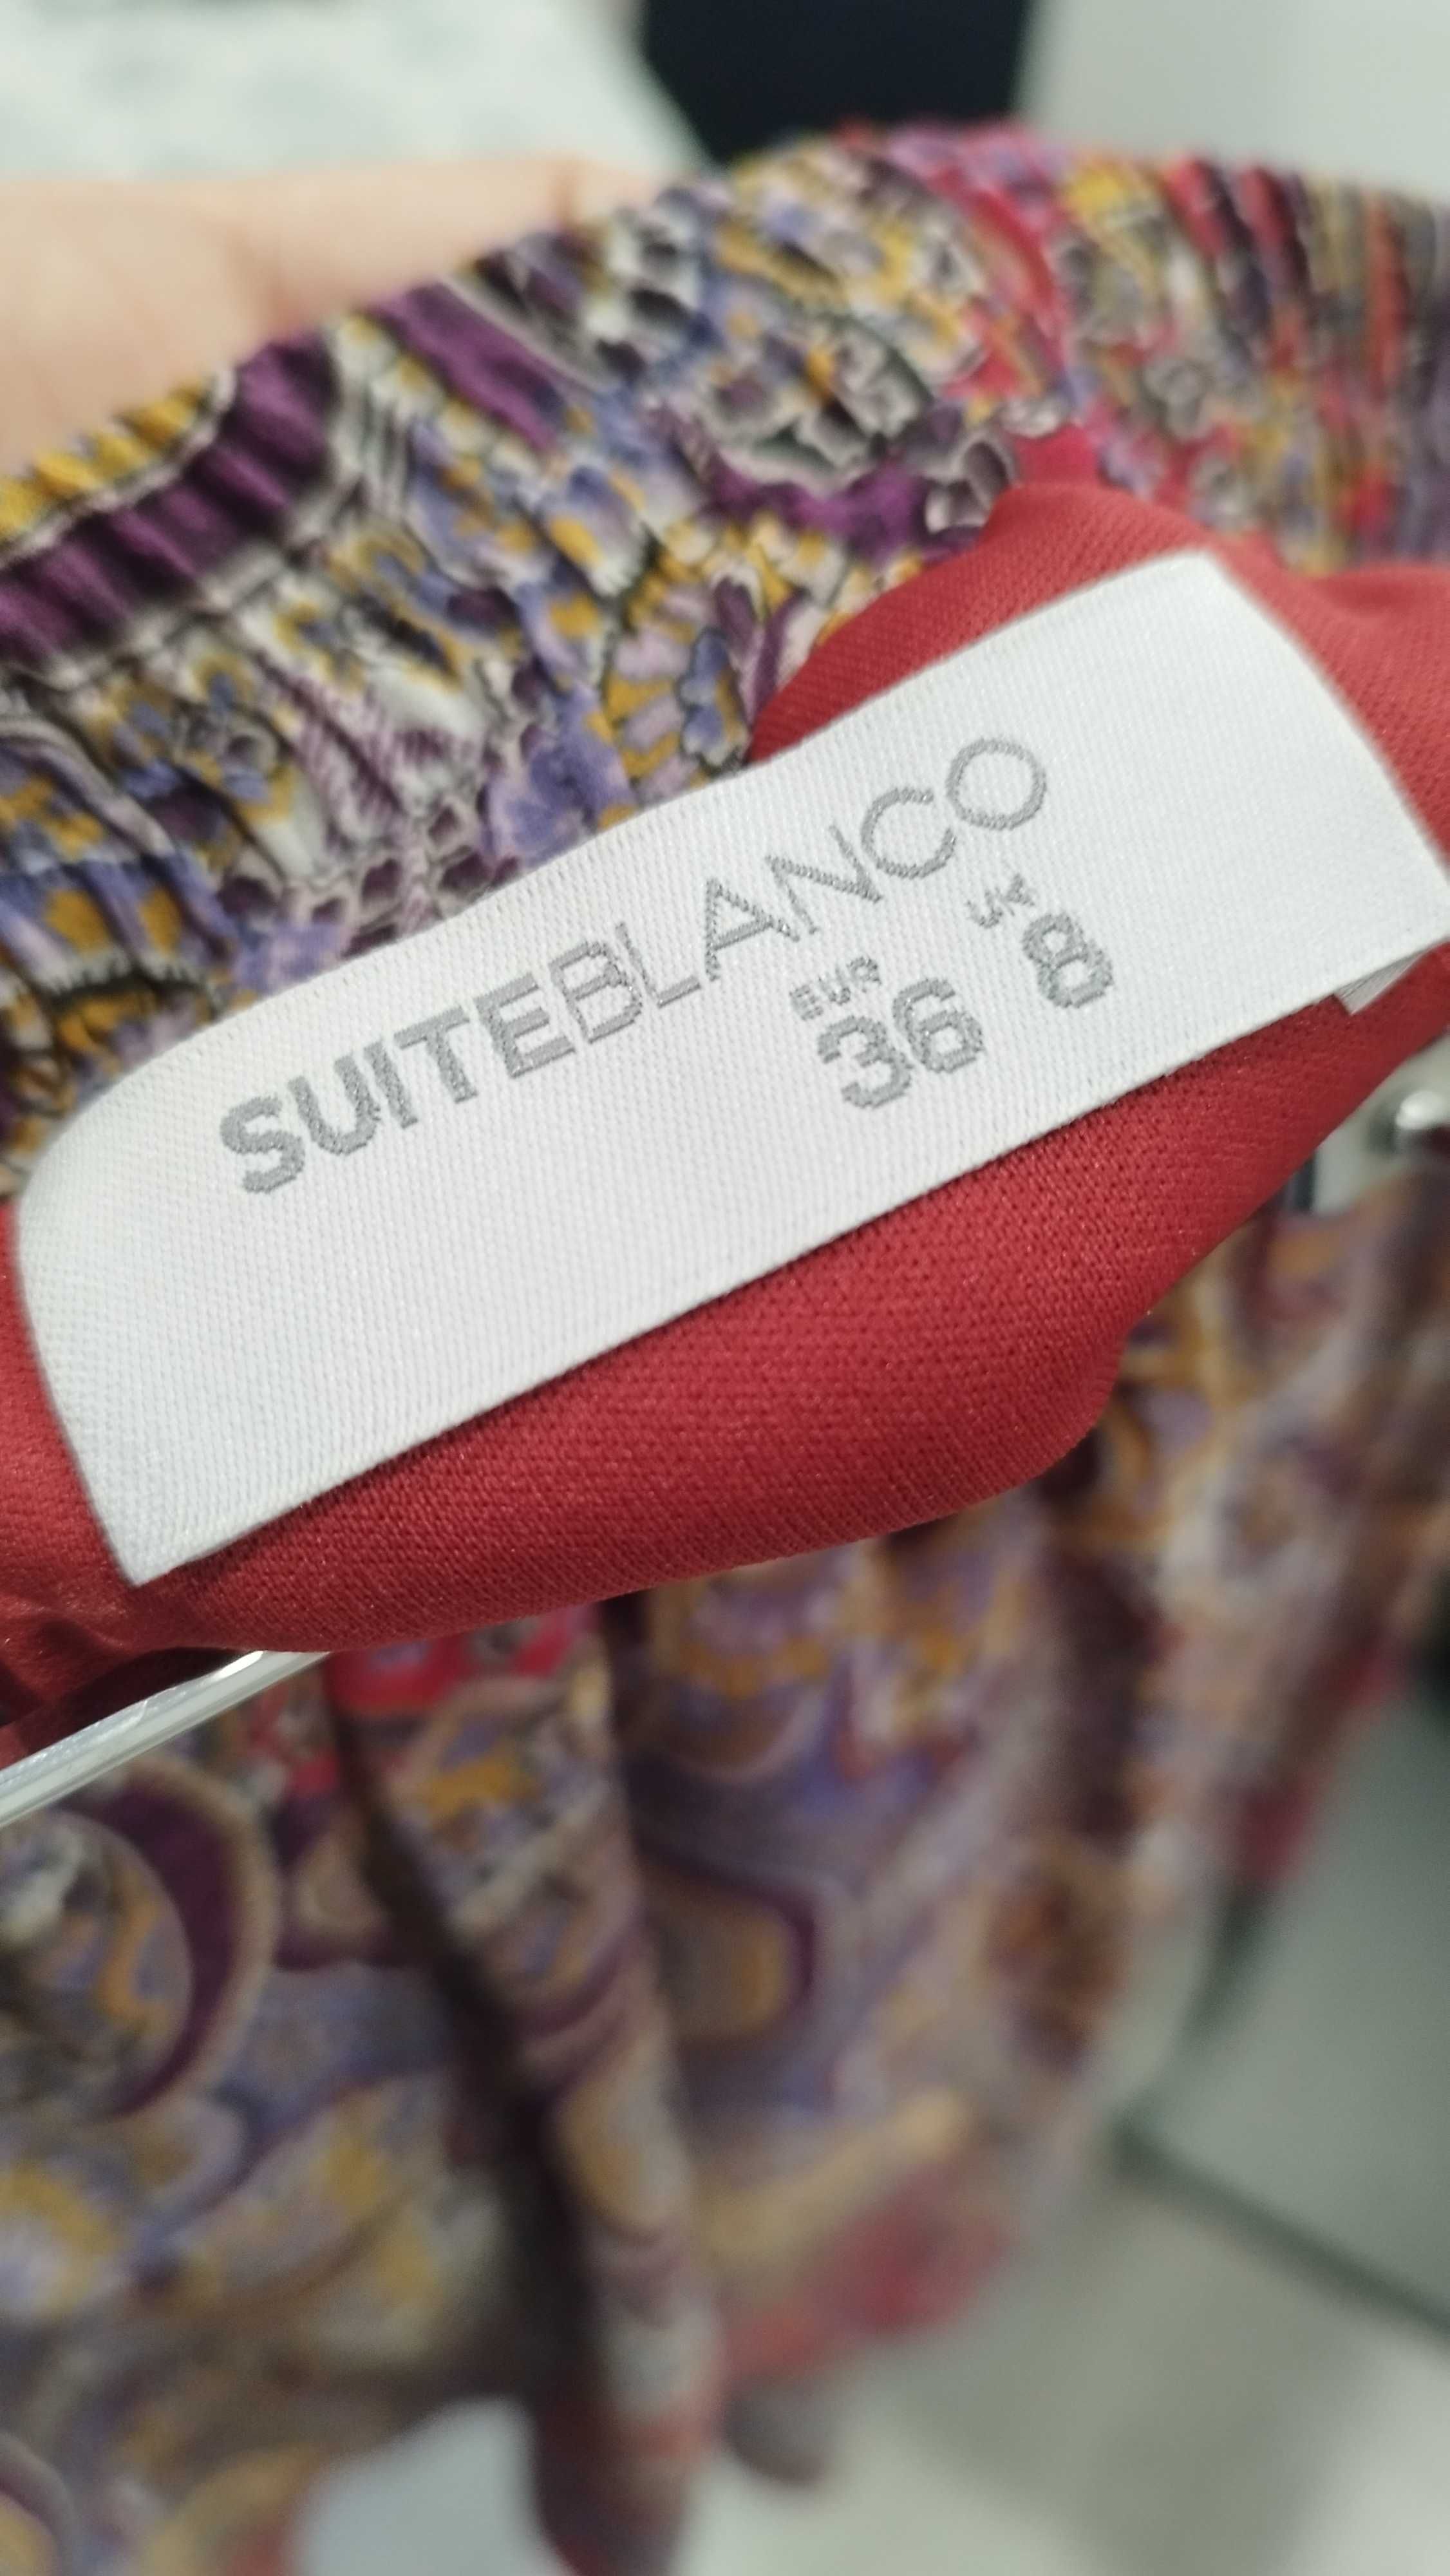 SUITEBLANCO
EUR UK
36 8